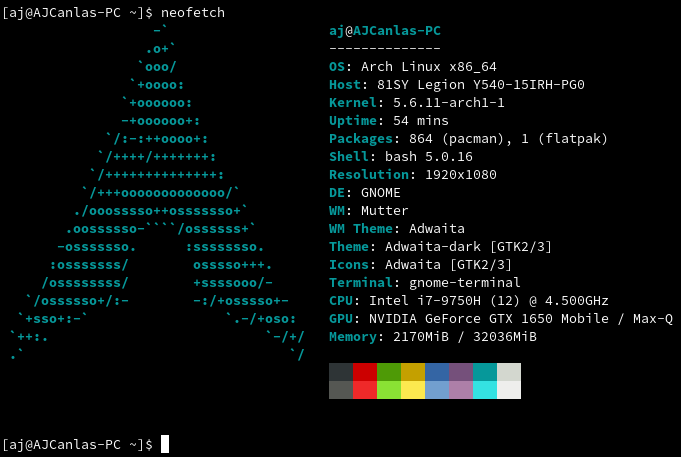 [aj@AJCanlas-PC ~]$ neofetch
-`
.o+`
`ooo/
`+oooo:
`+oooooo:
-+oooooo+:
`/:-:++oooo+:
`/++++/+++++++:
`/++++++++++++++:
`/+++ooooooooooooo/`
./ooosssso++osssssso+`
.oossssso-````/ossssss+`
-osssssso.      :ssssssso.
:osssssss/        osssso+++.
/ossssssss/        +ssssooo/-
`/ossssso+/:-        -:/+osssso+-
`+sso+:-`                 `.-/+oso:
`++:.                           `-/+/
.`                                 `/
aj@AJCanlas-PC
--------------
OS: Arch Linux x86_64
Host: 81SY Legion Y540-15IRH-PG0
Kernel: 5.6.11-arch1-1
Uptime: 54 mins
Packages: 864 (pacman), 1 (flatpak)
Shell: bash 5.0.16
Resolution: 1920x1080
DE: GNOME
WM: Mutter
WM Theme: Adwaita
Theme: Adwaita-dark [GTK2/3]
Icons: Adwaita [GTK2/3]
Terminal: gnome-terminal
CPU: Intel i7-9750H (12) @ 4.500GHz
GPU: NVIDIA GeForce GTX 1650 Mobile / Max-Q
Memory: 2170MiB / 32036MiB
[aj@AJCanlas-PC ~]$